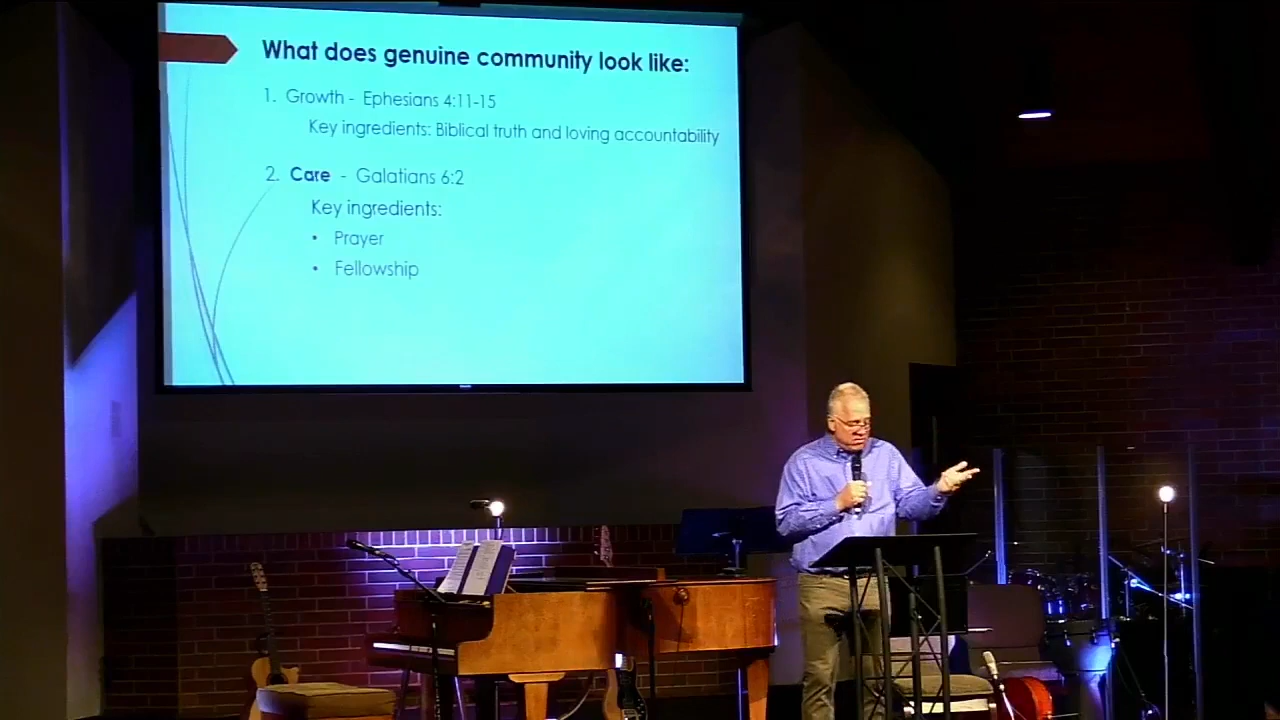 What does genuine community look like:
1. Growth - Ephesians 4:11-15
Key ingredients: Biblical truth and loving accountability
2. Care - Galatians 6:2
Key ingredients:
• Prayer
• Fellowship